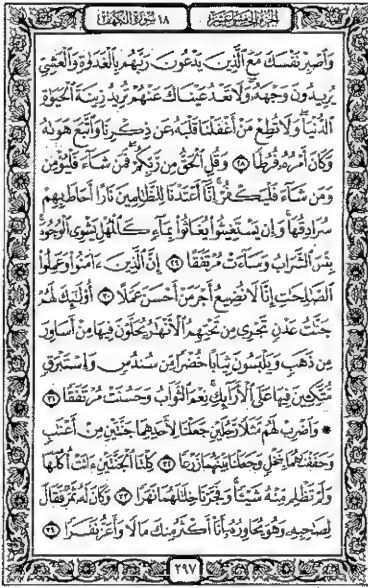 الجزء الخامس عشر ١٨ سورة الكهف
وَٱصْبِرْ نَفْسَكَ مَعَ ٱلَّذِينَ يَدْعُونَ رَبَّهُم بِٱلْغَدَوٰةِ وَٱلْعَشِيِّ
يُرِيدُونَ وَجْهَهُۥ وَلَا تَعْدُ عَيْنَاكَ عَنْهُمْ تُرِيدُ زِينَةَ ٱلْحَيَوٰةِ
ٱلدُّنْيَا وَلَا تُطِعْ مَنْ أَغْفَلْنَا قَلْبَهُۥ عَن ذِكْرِنَا وَٱتَّبَعَ هَوَىٰهُ
وَكَانَ أَمْرُهُۥ فُرُطًا ٢٨ وَقُلِ ٱلْحَقُّ مِن رَّبِّكُمْ فَمَن شَآءَ فَلْيُؤْمِن
وَمَن شَآءَ فَلْيَكْفُرْ إِنَّآ أَعْتَدْنَا لِلظَّٰلِمِينَ نَارًا أَحَاطَ بِهِمْ
سُرَادِقُهَا وَإِن يَسْتَغِيثُوا۟ يُغَاثُوا۟ بِمَآءٍ كَٱلْمُهْلِ يَشْوِى ٱلْوُجُوهَ
بِئْسَ ٱلشَّرَابُ وَسَآءَتْ مُرْتَفَقًا ٢٩ إِنَّ ٱلَّذِينَ ءَامَنُوا۟ وَعَمِلُوا۟
ٱلصَّٰلِحَٰتِ إِنَّا لَا نُضِيعُ أَجْرَ مَنْ أَحْسَنَ عَمَلًا ٣٠ أُو۟لَٰٓئِكَ لَهُمْ
جَنَّٰتُ عَدْنٍ تَجْرِى مِن تَحْتِهِمُ ٱلْأَنْهَٰرُ يُحَلَّوْنَ فِيهَا مِنْ أَسَاوِرَ
مِن ذَهَبٍ وَيَلْبَسُونَ ثِيَابًا خُضْرًا مِّن سُندُسٍ وَإِسْتَبْرَقٍ
مُّتَّكِـِٔينَ فِيهَا عَلَى ٱلْأَرَآئِكِ نِعْمَ ٱلثَّوَابُ وَحَسُنَتْ مُرْتَفَقًا ٣١
* وَٱضْرِبْ لَهُم مَّثَلًا رَّجُلَيْنِ جَعَلْنَا لِأَحَدِهِمَا جَنَّتَيْنِ مِنْ أَعْنَٰبٍ
وَحَفَفْنَٰهُمَا بِنَخْلٍ وَجَعَلْنَا بَيْنَهُمَا زَرْعًا ٣٢ كِلْتَا ٱلْجَنَّتَيْنِ ءَاتَتْ أُكُلَهَا
وَلَمْ تَظْلِم مِّنْهُ شَيْـًٔا وَفَجَّرْنَا خِلَٰلَهُمَا نَهَرًا ٣٣ وَكَانَ لَهُۥ ثَمَرٌ فَقَالَ
لِصَٰحِبِهِۦ وَهُوَ يُحَاوِرُهُۥٓ أَنَا۠ أَكْثَرُ مِنكَ مَالًا وَأَعَزُّ نَفَرًا ٣٤
٢٩٧